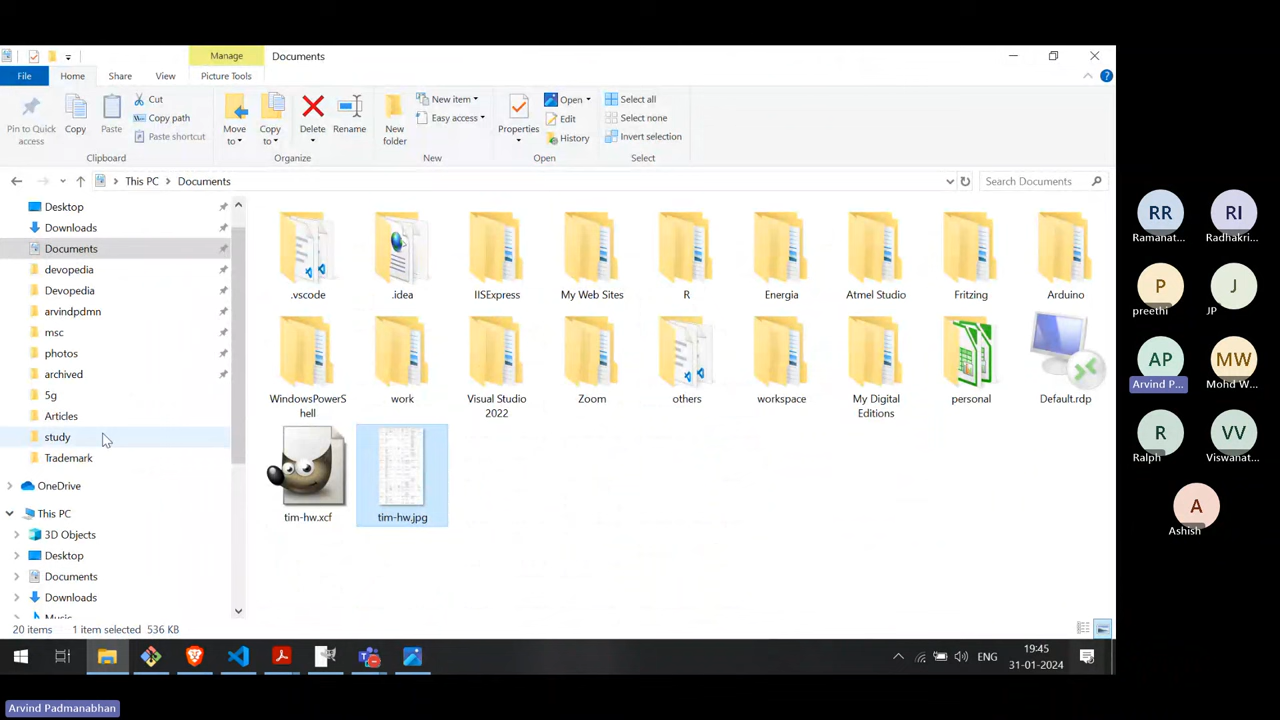 Manage
Documents
File
Home
Share
View
Picture Tools
Pin to Quick
access
Copy
Paste
Cut
Copy path
Paste shortcut
Clipboard
Move
to
Copy
to
Delete
Rename
Organize
New
folder
New item
Easy access
New
Properties
Open
Edit
History
Open
Select all
Select none
Invert selection
Select
This PC
Documents
Search Documents
Desktop
Downloads
Documents
devopedia
Devopedia
arvindpdmn
msc
photos
archived
5g
Articles
study
Trademark
OneDrive
This PC
3D Objects
Desktop
Documents
Downloads
Music
.vscode
.idea
IISExpress
My Web Sites
R
Energia
Atmel Studio
Fritzing
Arduino
WindowsPowerS
hell
work
Visual Studio
2022
Zoom
others
workspace
My Digital
Editions
personal
Default.rdp
tim-hw.xcf
tim-hw.jpg
20 items
1 item selected 536 KB
ENG
19:45
31-01-2024
RR
Ramanat...
RI
Radhakri...
P
preethi
J
JP
AP
Arvind P...
MW
Mohd W...
R
Ralph
VV
Viswanat...
A
Ashish
Arvind Padmanabhan